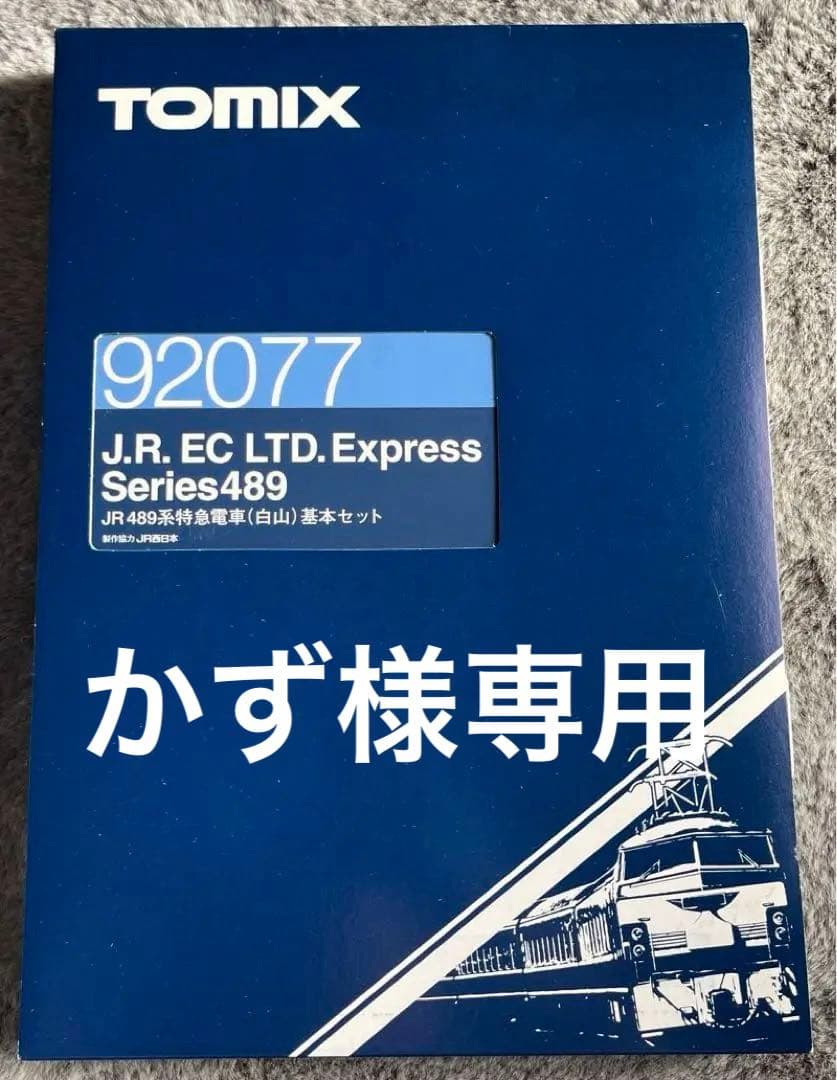 TOMIX
92077
J.R. EC LTD. Express
Series489
JR 489系特急電車(白山)基本セット
製作協力 JR西日本
かず様専用